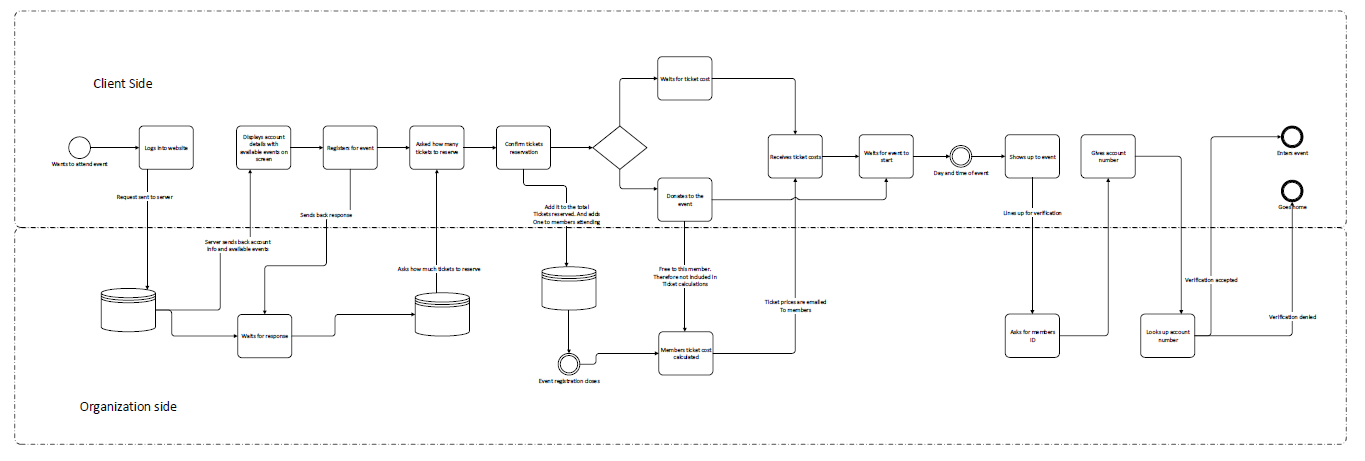 Client Side
Waits for ticket cost
Wants to attend event
Logs into website
Displays account
details with
available events on
screen
Registers for event
Asked how many
tickets to reserve
Confirm tickets
reservation
Receives ticket costs
Waits for event to
start
Day and time of event
Shows up to event
Gives account
number
Enters event
Request sent to server
Donates to the
event
Sends back response
Add it to the total
Tickets reserved. And adds
One to members attending
Lines up for verification
Goes home
Server sends back account
info and available events
Asks how much tickets to reserve
Free to this member.
Therefore not included in
Ticket calculations
Verification accepted
Ticket prices are emailed
To members
Verification denied
Waits for response
Asks for members
ID
Looks up account
number
Members ticket cost
calculated
Event registration closes
Organization side